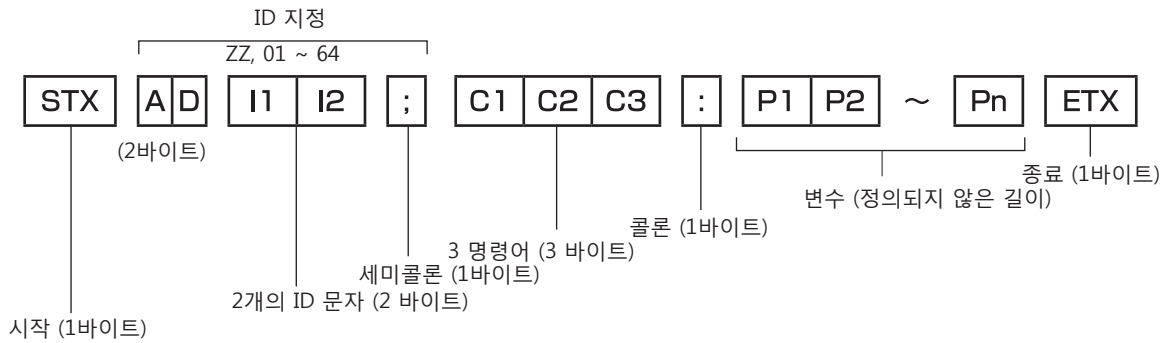 ID 지정
ZZ, 01 ~ 64
STX A D I1 I2 ; C1 C2 C3 : P1 P2 ~ Pn ETX
(2바이트)
종료 (1바이트)
변수 (정의되지 않은 길이)
콜론 (1바이트)
3 명령어 (3 바이트)
세미콜론 (1바이트)
2개의 ID 문자 (2 바이트)
시작 (1바이트)